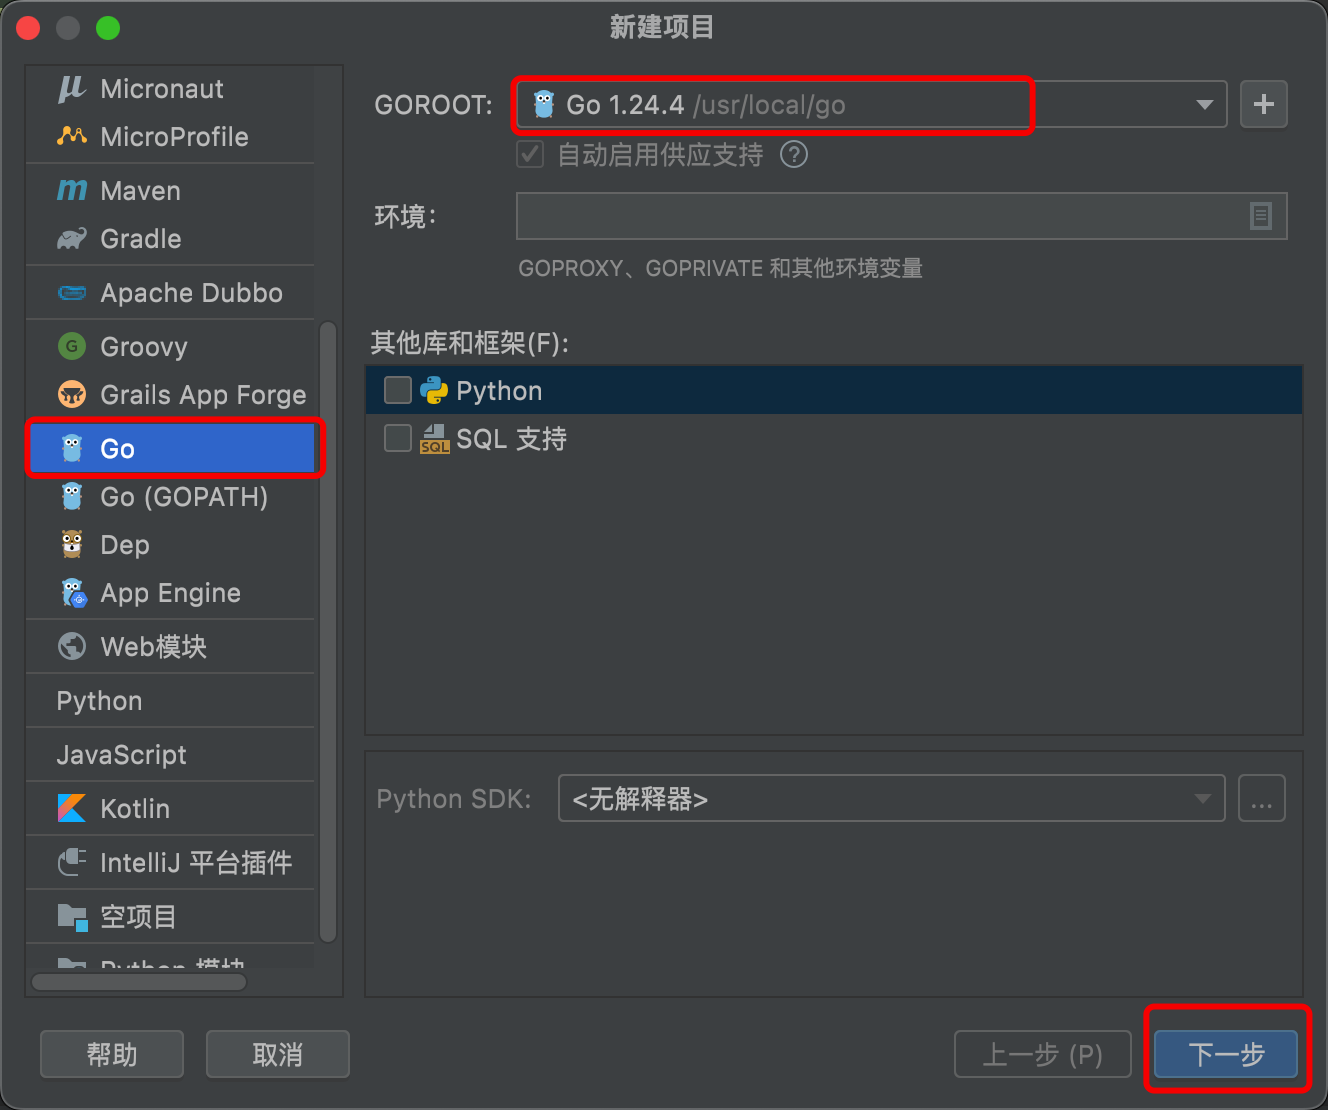 新建项目
Micronaut
MicroProfile
Maven
Gradle
Apache Dubbo
Groovy
Grails App Forge
Go
Go (GOPATH)
Dep
App Engine
Web模块
Python
JavaScript
Kotlin
IntelliJ 平台插件
空项目
Python 模块
GOROOT: Go 1.24.4 /usr/local/go
自动启用供应支持 ?
环境:
GOPROXY、GOPRIVATE 和其他环境变量
其他库和框架(F):
Python
SQL 支持
Python SDK: <无解释器> ...
帮助 取消 上一步 (P) 下一步